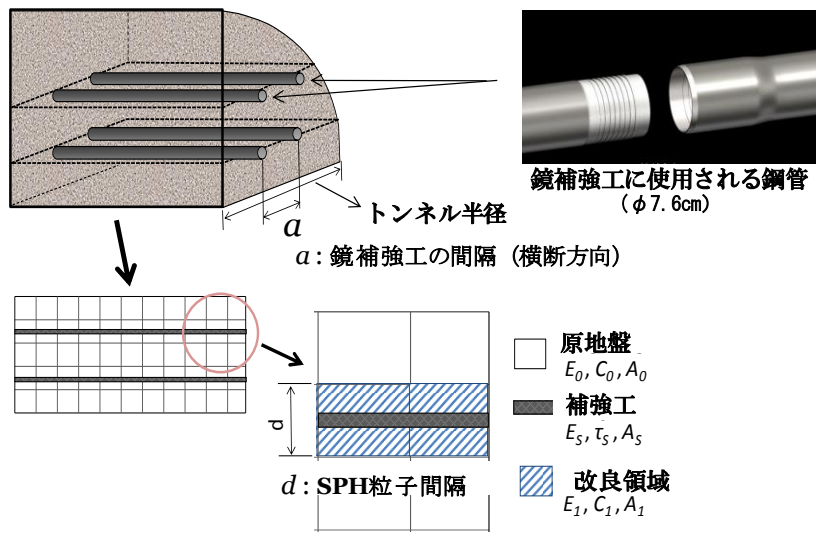 鏡補強工に使用される鋼管
(φ7.6cm)
トンネル半径
a
a : 鏡補強工の間隔 (横断方向)
原地盤
E0, C0, A0
補強工
ES, τS, AS
改良領域
E1, C1, A1
d
d : SPH粒子間隔